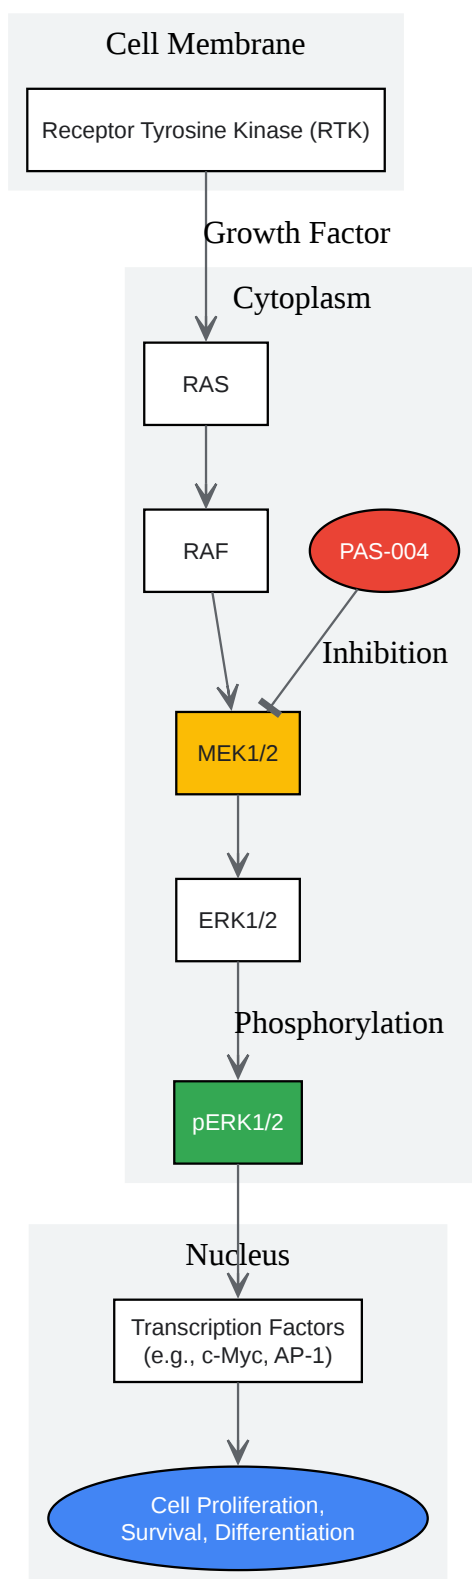 Cell Membrane
Receptor Tyrosine Kinase (RTK)
Growth Factor
Cytoplasm
RAS
RAF
PAS-004
Inhibition
MEK1/2
ERK1/2
Phosphorylation
pERK1/2
Nucleus
Transcription Factors
(e.g., c-Myc, AP-1)
Cell Proliferation,
Survival, Differentiation